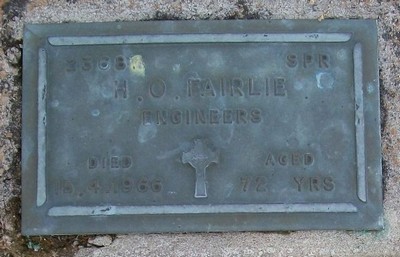 SPR
H. O. FAIRLIE
ENGINEERS
DIED AGED
72 YRS